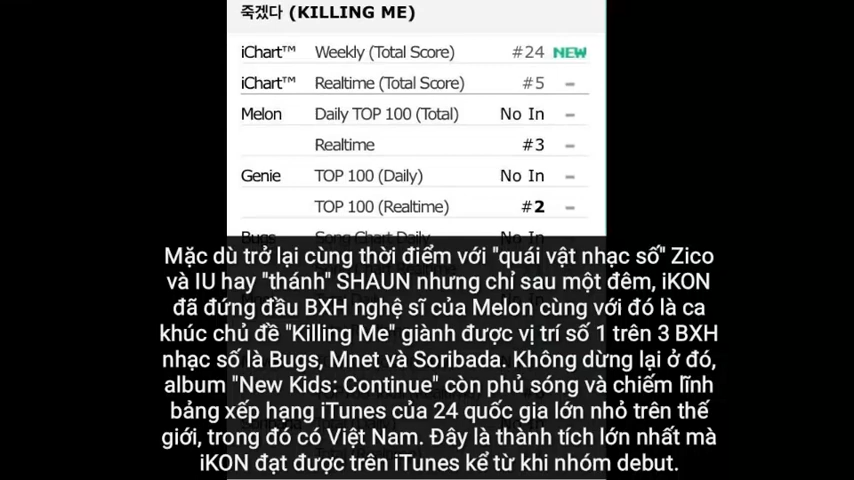 죽겠다 (KILLING ME)
iChart™ Weekly (Total Score) #24 NEW
iChart™ Realtime (Total Score) #5 –
Melon Daily TOP 100 (Total) No In –
Realtime #3 –
Genie TOP 100 (Daily) No In –
TOP 100 (Realtime) #2 –
Bugs Song Chart Daily No In –
Mặc dù trở lại cùng thời điểm với "quái vật nhạc số" Zico
và IU hay "thánh" SHAUN nhưng chỉ sau một đêm, iKON
đã đứng đầu BXH nghệ sĩ của Melon cùng với đó là ca
khúc chủ đề "Killing Me" giành được vị trí số 1 trên 3 BXH
nhạc số là Bugs, Mnet và Soribada. Không dừng lại ở đó,
album "New Kids: Continue" còn phủ sóng và chiếm lĩnh
bảng xếp hạng iTunes của 24 quốc gia lớn nhỏ trên thế
giới, trong đó có Việt Nam. Đây là thành tích lớn nhất mà
iKON đạt được trên iTunes kể từ khi nhóm debut.